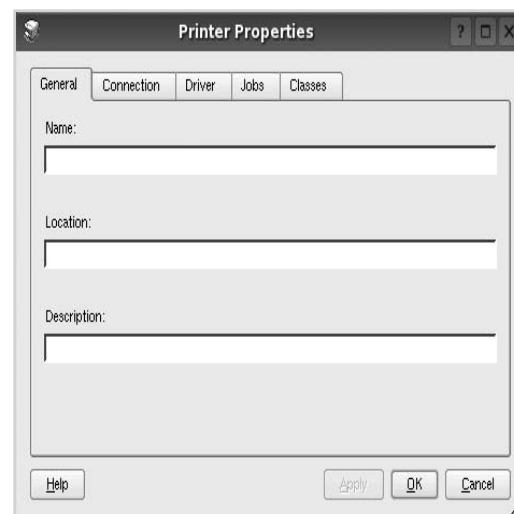 Printer Properties
? X
General Connection Driver Jobs Classes
Name:
Location:
Description:
Help Apply OK Cancel